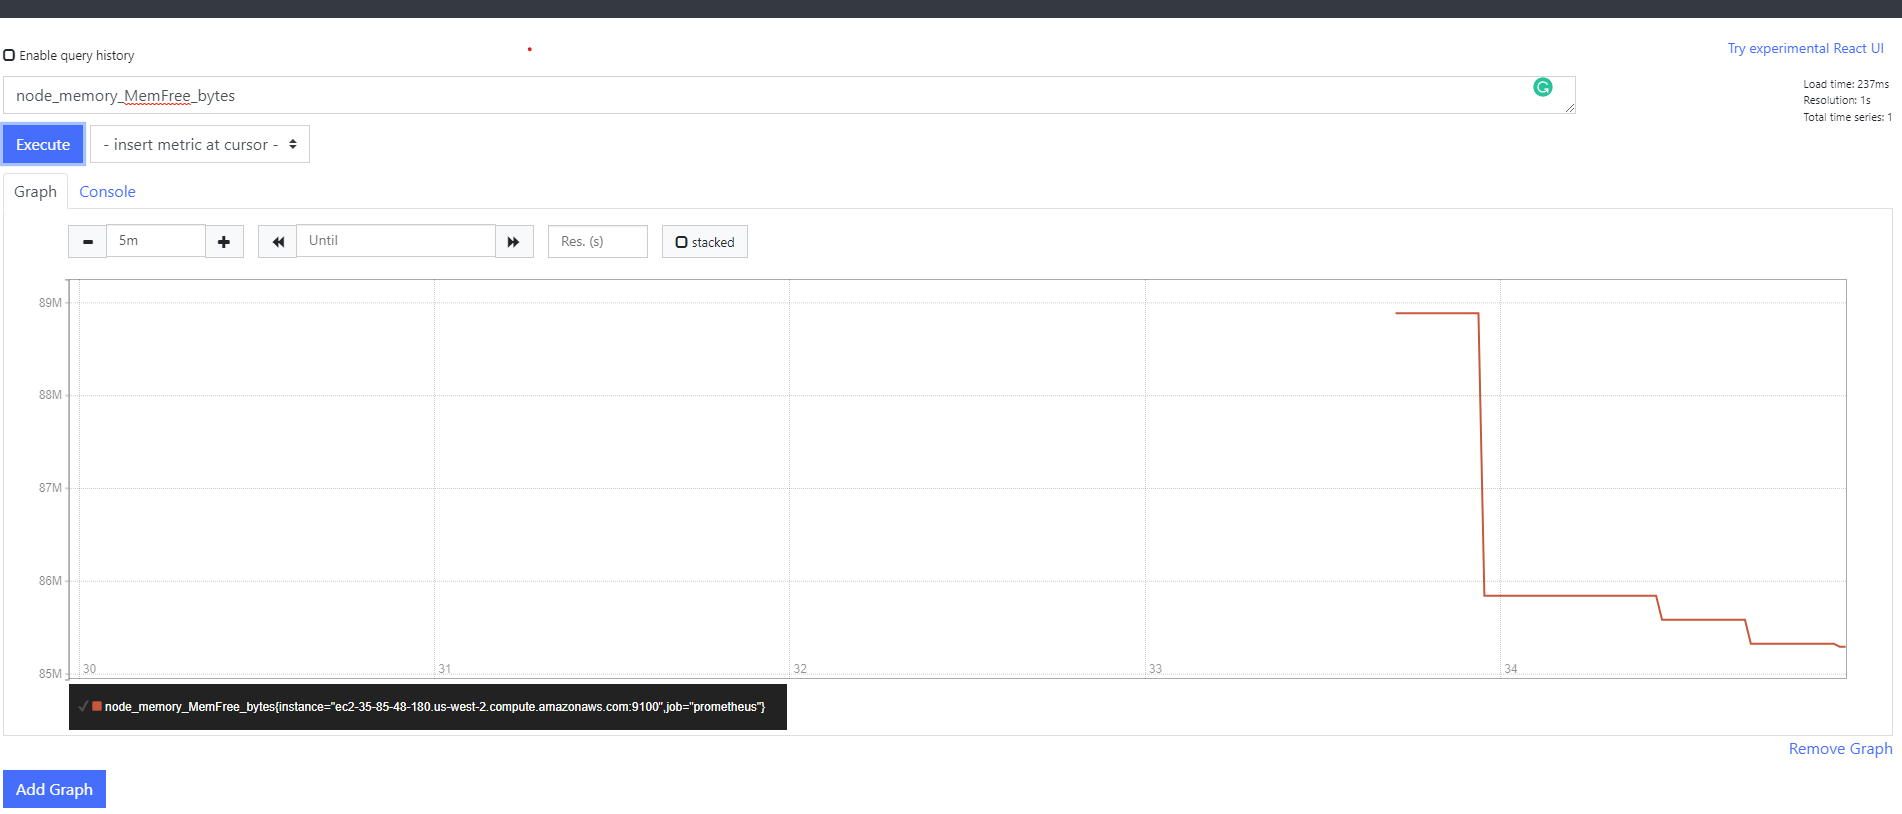 Try experimental React UI
Enable query history
node_memory_MemFree_bytes
Load time: 237ms
Resolution: 1s
Total time series: 1
Execute
- insert metric at cursor -
Graph Console
5m Until Res. (s) stacked
89M
88M
87M
86M
85M
30 31 32 33 34
node_memory_MemFree_bytes{instance="ec2-35-85-48-180.us-west-2.compute.amazonaws.com:9100",job="prometheus"}
Remove Graph
Add Graph